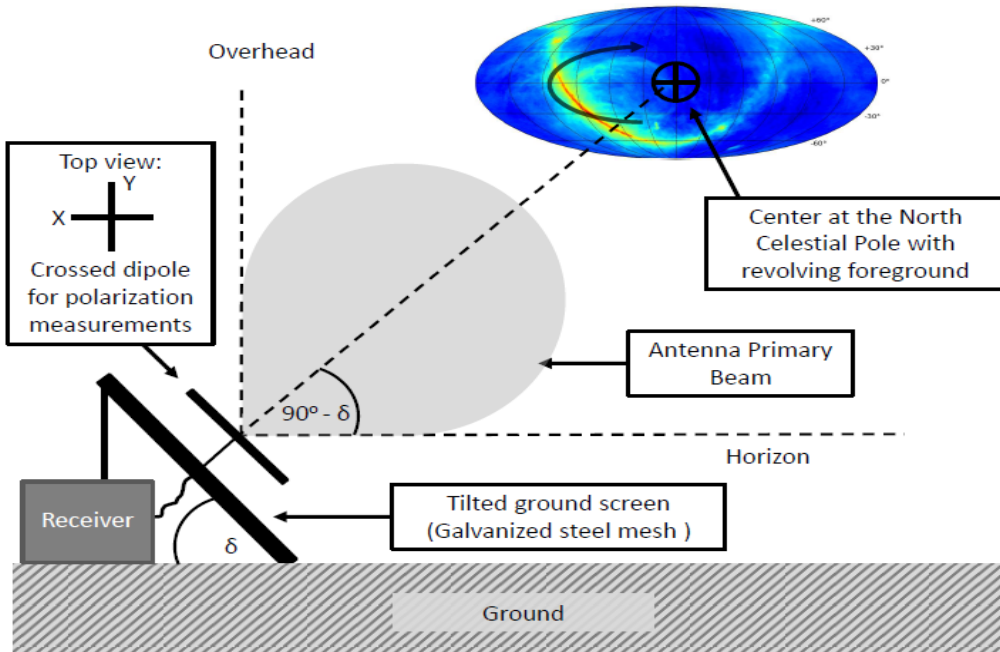 Overhead
+60°
+30°
0°
-30°
-60°
Top view:
Y
X
Crossed dipole
for polarization
measurements
Center at the North
Celestial Pole with
revolving foreground
Antenna Primary
Beam
90º - δ
Horizon
Receiver
δ
Tilted ground screen
(Galvanized steel mesh )
Ground